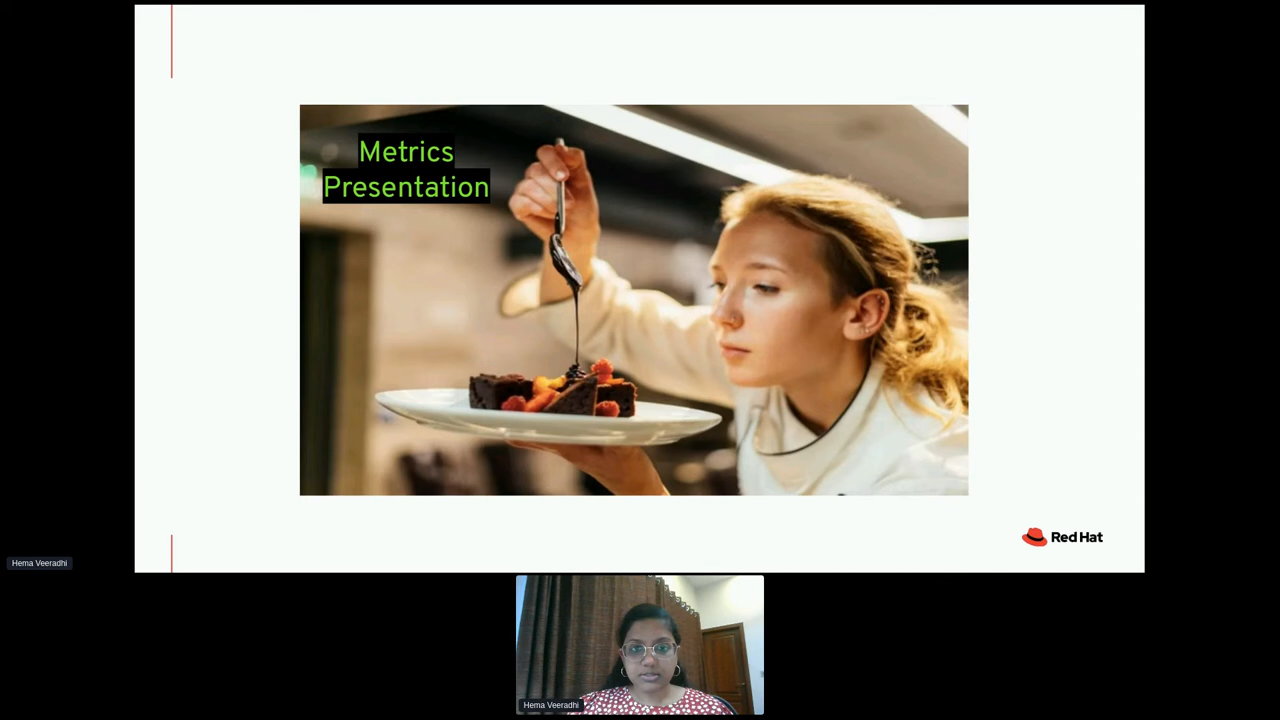 Metrics
Presentation
Red Hat
Hema Veeradhi
Hema Veeradhi